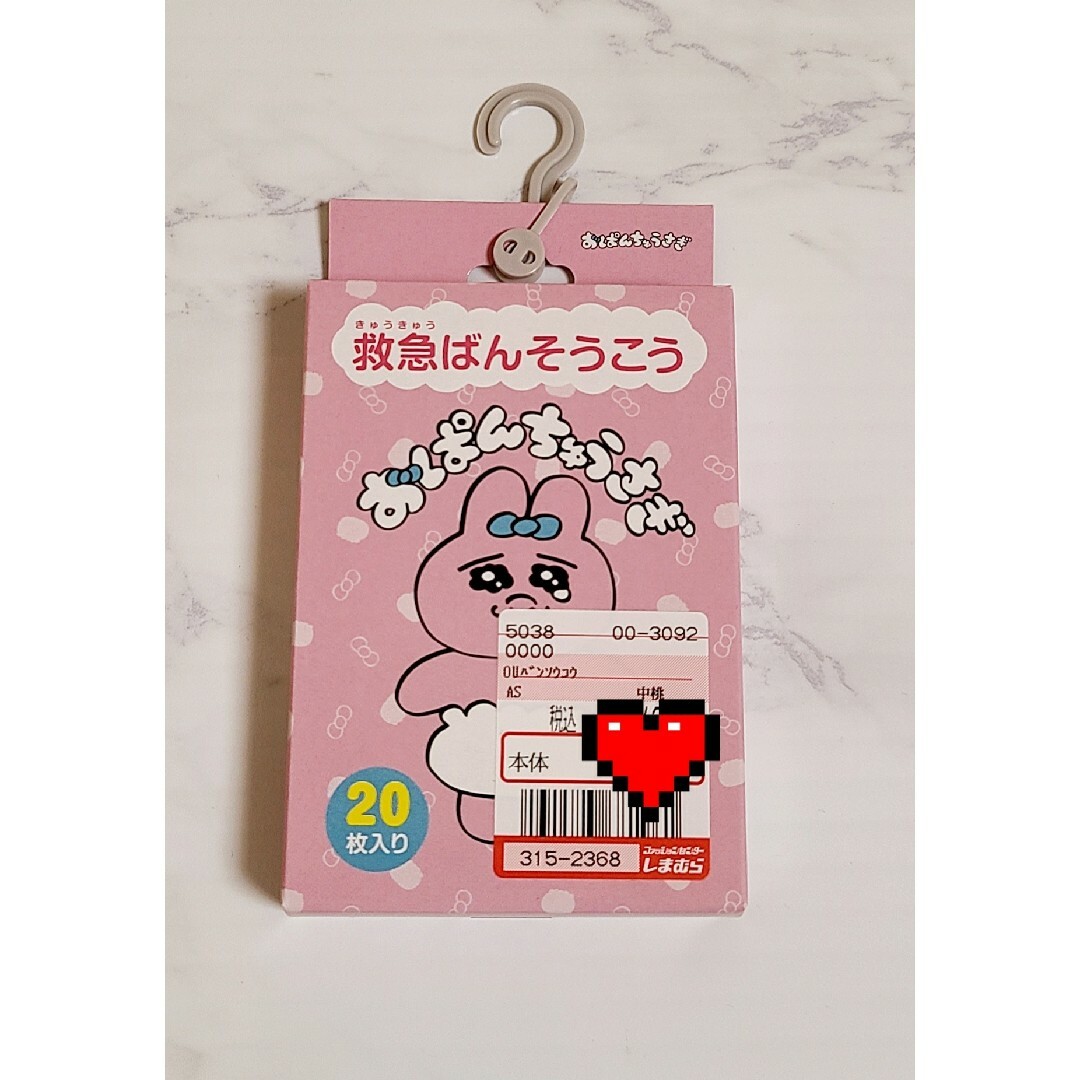 おぱんちゅうさぎ
きゅうきゅう
救急ばんそうこう
おぱんちゅうさぎ
5038 00-3092
0000
OUﾊﾞﾝｿｳｺｳ
AS 中桃
税込
本体
20
枚入り
315-2368
ファッションセンター
しまむら